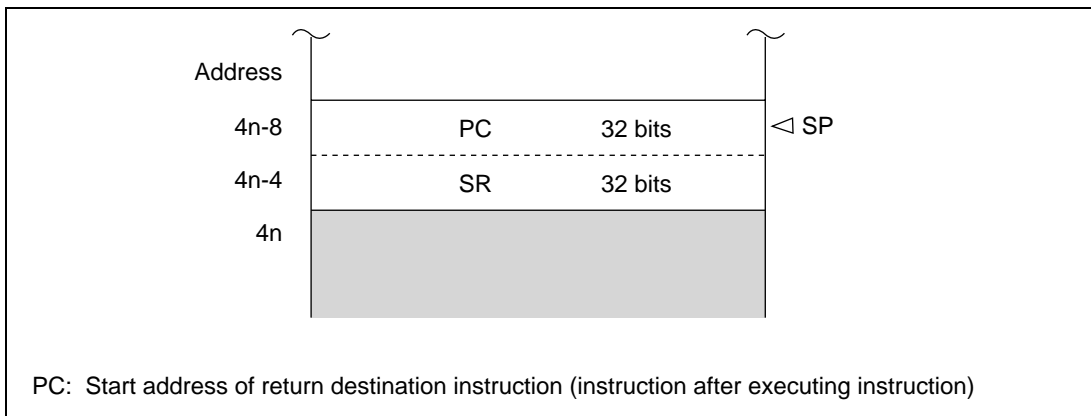 Address
4n-8 PC 32 bits SP
4n-4 SR 32 bits
4n
PC: Start address of return destination instruction (instruction after executing instruction)